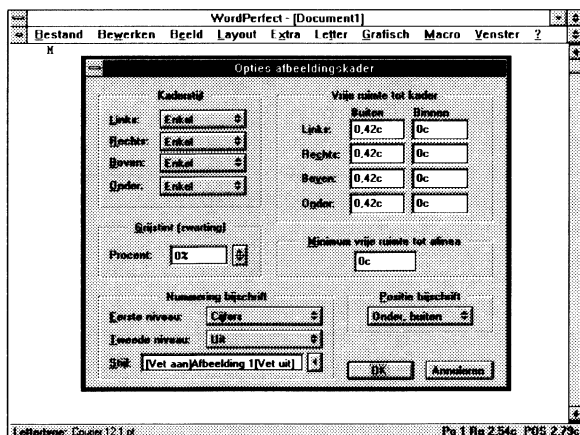 WordPerfect - [Document1]
Bestand Bewerken Beeld Layout Extra Letter Grafisch Macro Venster ?
Opties afbeeldingskader
Kaderstijl
Links: Enkel
Rechts: Enkel
Boven: Enkel
Onder: Enkel
Vrije ruimte tot kader
Buiten Binnen
Links: 0,42c 0c
Rechts: 0,42c 0c
Boven: 0,42c 0c
Onder: 0,42c 0c
Grijstint (zwarting)
Procent: 0%
Minimum vrije ruimte tot alinea
0c
Nummering bijschrift
Eerste niveau: Cijfers
Tweede niveau: Uit
Stijl: [Vet aan]Afbeelding 1[Vet uit]
Positie bijschrift
Onder, buiten
OK Annuleren
Lettertype: Courier 12.1 pt Pg 1 Rg 2.54c POS 2.79c